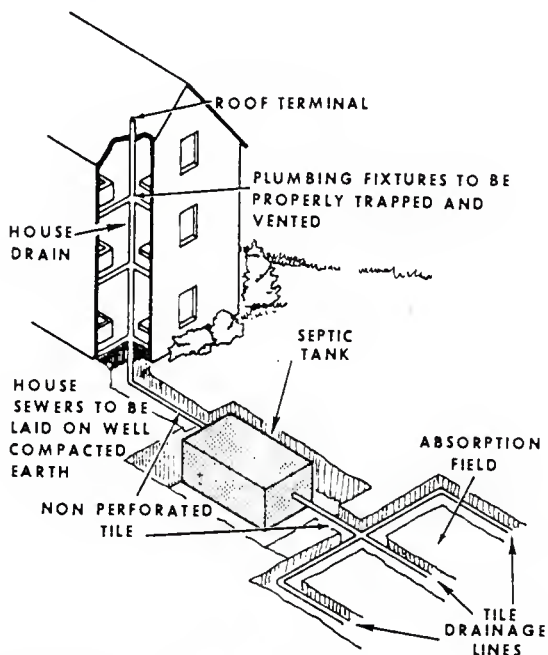 ROOF TERMINAL
PLUMBING FIXTURES TO BE
PROPERLY TRAPPED AND
VENTED
HOUSE
DRAIN
SEPTIC
TANK
HOUSE
SEWERS TO BE
LAID ON WELL
COMPACTED
EARTH
ABSORPTION
FIELD
NON PERFORATED
TILE
TILE
DRAINAGE
LINES